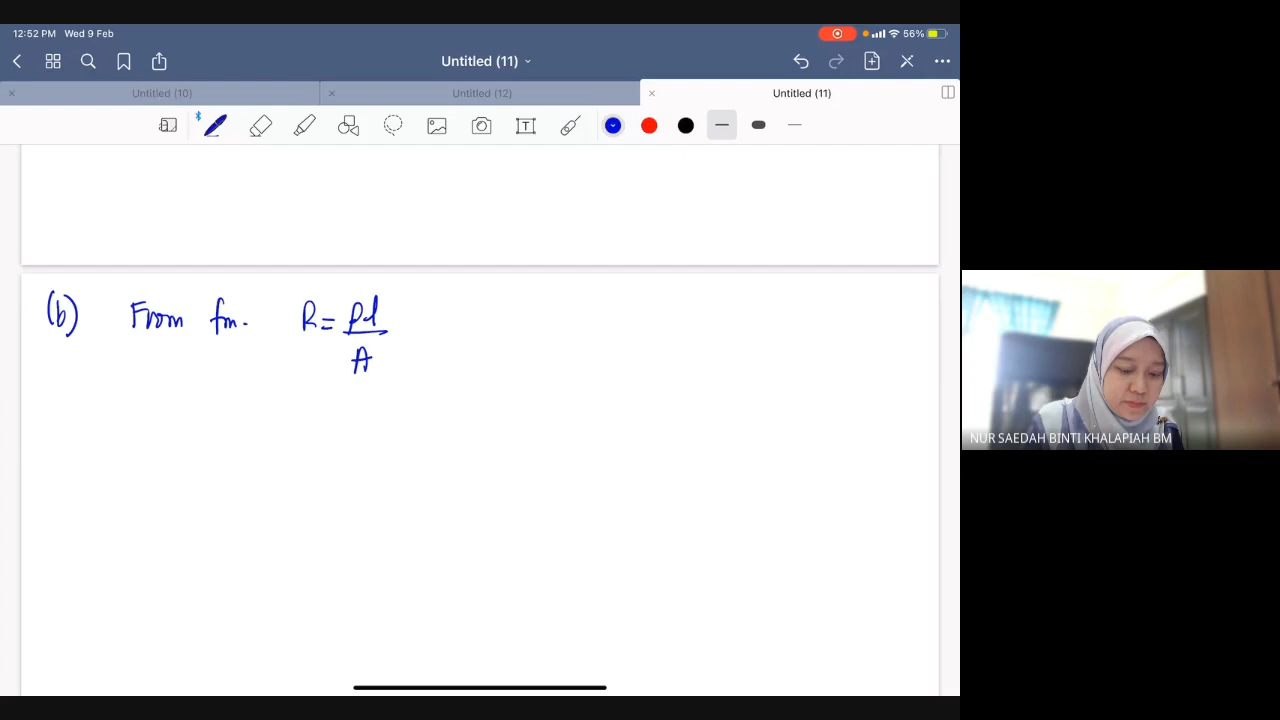 12:52 PM Wed 9 Feb
56%
Untitled (11)
Untitled (10)
Untitled (12)
Untitled (11)
T
(b) From fm. R = ρl
A
NUR SAEDAH BINTI KHALAPIAH BM